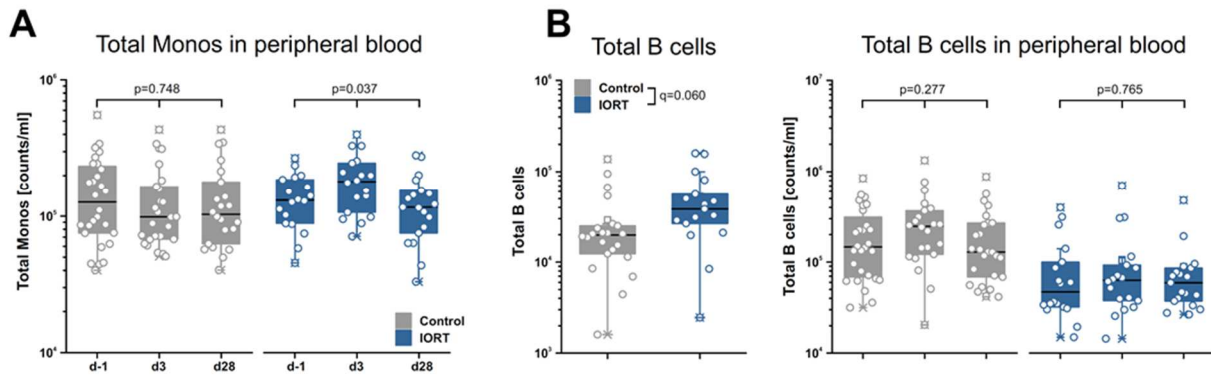 A
Total Monos in peripheral blood
Total Monos [counts/ml]
10⁶
10⁵
10⁴
p=0.748
p=0.037
Control
IORT
d-1 d3 d28 d-1 d3 d28
B
Total B cells
Total B cells
10⁶
10⁵
10⁴
10³
Control
IORT
q=0.060
Total B cells in peripheral blood
Total B cells [counts/ml]
10⁷
10⁶
10⁵
10⁴
p=0.277
p=0.765